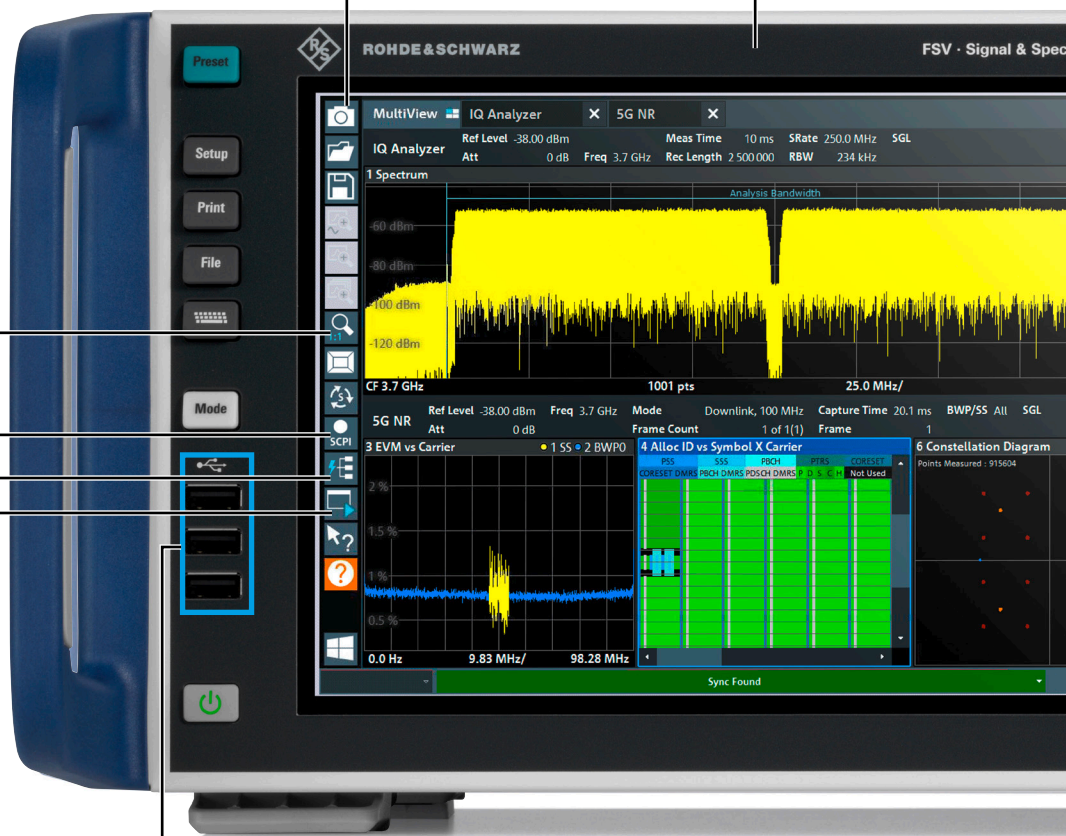 Preset
R&S
ROHDE&SCHWARZ
FSV · Signal & Spec
Setup
Print
File
Mode
MultiView
IQ Analyzer
5G NR
IQ Analyzer
Ref Level -38.00 dBm
Meas Time 10 ms
SRate 250.0 MHz
SGL
Att 0 dB
Freq 3.7 GHz
Rec Length 2 500 000
RBW 234 kHz
1 Spectrum
Analysis Bandwidth
-60 dBm
-80 dBm
-100 dBm
-120 dBm
1:1
CF 3.7 GHz
1001 pts
25.0 MHz/
S
SCPI
5G NR
Ref Level -38.00 dBm
Freq 3.7 GHz
Mode Downlink, 100 MHz
Capture Time 20.1 ms
BWP/SS All
SGL
Att 0 dB
Frame Count 1 of 1(1)
Frame 1
3 EVM vs Carrier
1 SS 2 BWP0
2 %
1.5 %
1 %
0.5 %
0.0 Hz
9.83 MHz/
98.28 MHz
4 Alloc ID vs Symbol X Carrier
PSS
SSS
PBCH
PTRS
CORESET
CORESET DMRS
PBCH DMRS
PDSCH DMRS
P D S C H
Not Used
6 Constellation Diagram
Points Measured : 915604
?
?
Sync Found